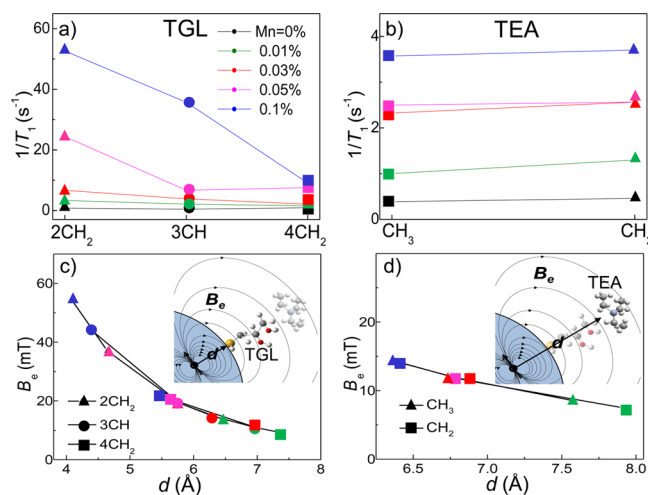 a) TGL
Mn=0%
0.01%
0.03%
0.05%
0.1%
1/T₁ (s⁻¹)
60
40
20
0
2CH₂ 3CH 4CH₂
b) TEA
1/T₁ (s⁻¹)
4
2
0
CH₃
c)
Bₑ
d
TGL
Bₑ (mT)
60
40
20
0
2CH₂
3CH
4CH₂
4 5 6 7 8
d (Å)
d)
Bₑ
TEA
d
Bₑ (mT)
30
20
10
0
CH₃
CH₂
6.5 7.0 7.5 8.0
d (Å)